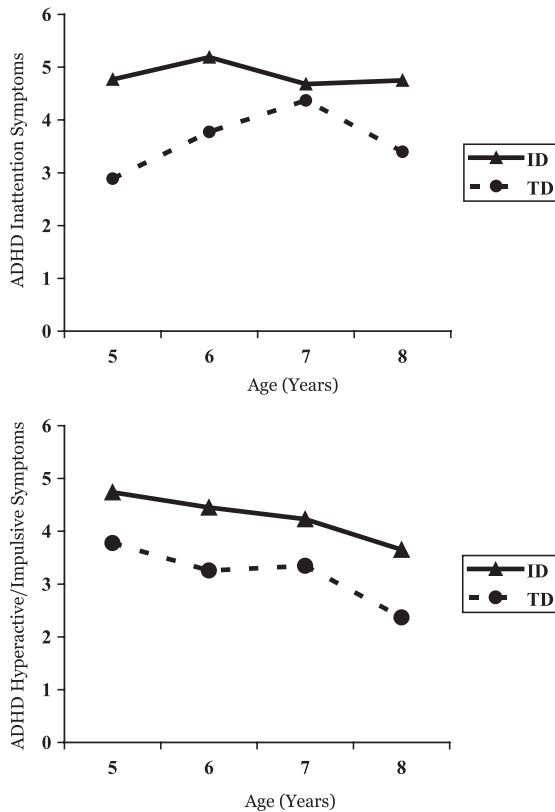 6
5
4
3
2
1
0
ADHD Inattention Symptoms
5 6 7 8
Age (Years)
ID
TD
6
5
4
3
2
1
0
ADHD Hyperactive/Impulsive Symptoms
5 6 7 8
Age (Years)
ID
TD